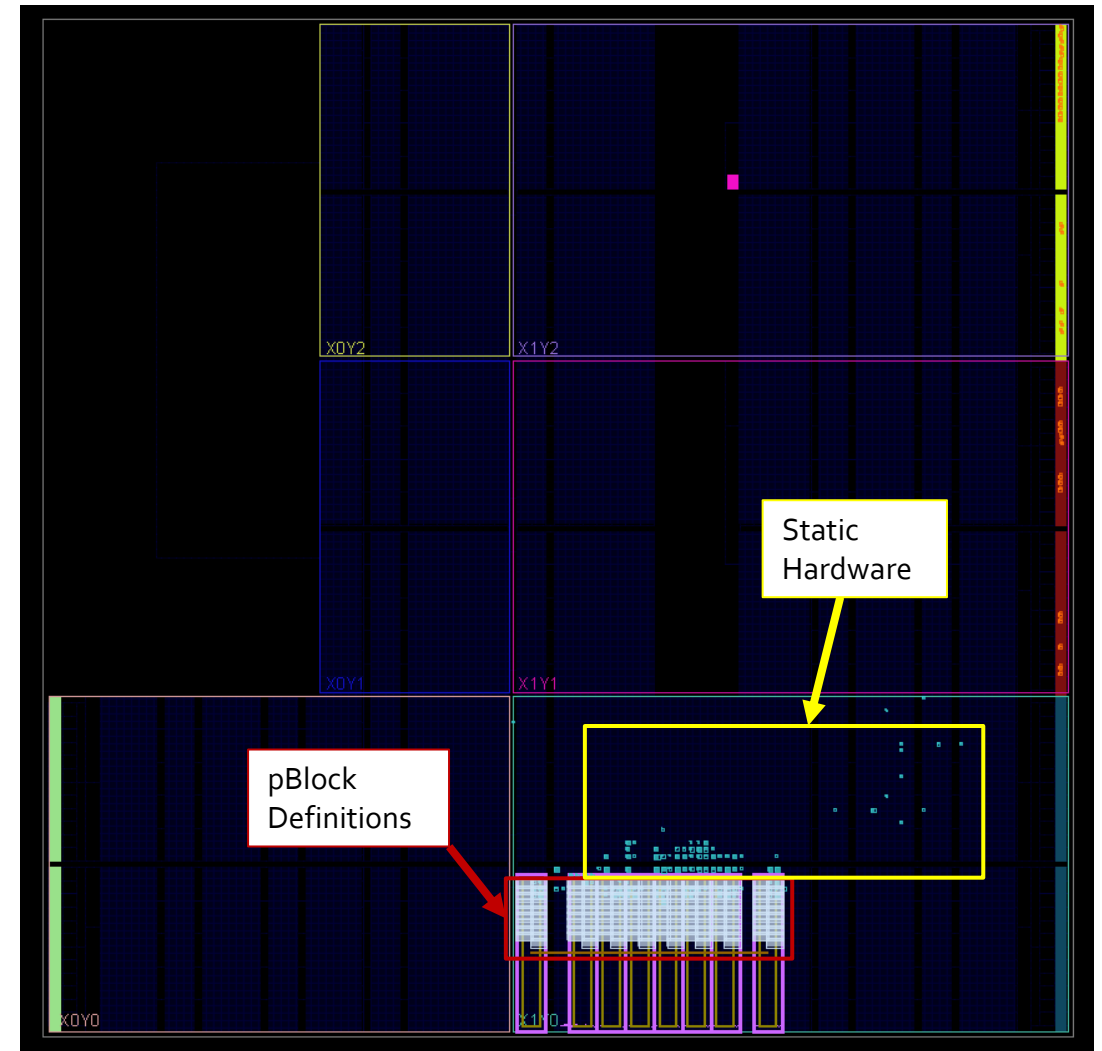 X0Y2
X1Y2
Static
Hardware
X0Y1
X1Y1
pBlock
Definitions
X0Y0
X1Y0